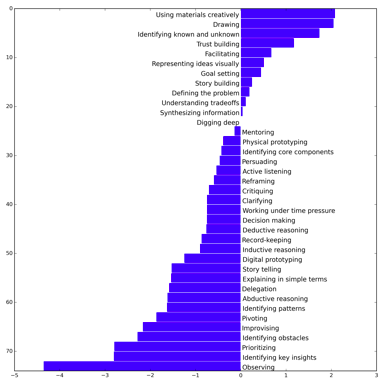 0
Using materials creatively
Drawing
Identifying known and unknown
Trust building
Facilitating
10
Representing ideas visually
Goal setting
Story building
Defining the problem
Understanding tradeoffs
20
Synthesizing information
Digging deep
Mentoring
Physical prototyping
30
Identifying core components
Persuading
Active listening
Reframing
Critiquing
40
Clarifying
Working under time pressure
Decision making
Deductive reasoning
Record-keeping
50
Inductive reasoning
Digital prototyping
Story telling
Explaining in simple terms
Delegation
60
Abductive reasoning
Identifying patterns
Pivoting
Improvising
Identifying obstacles
70
Prioritizing
Identifying key insights
Observing
−5 −4 −3 −2 −1 0 1 2 3